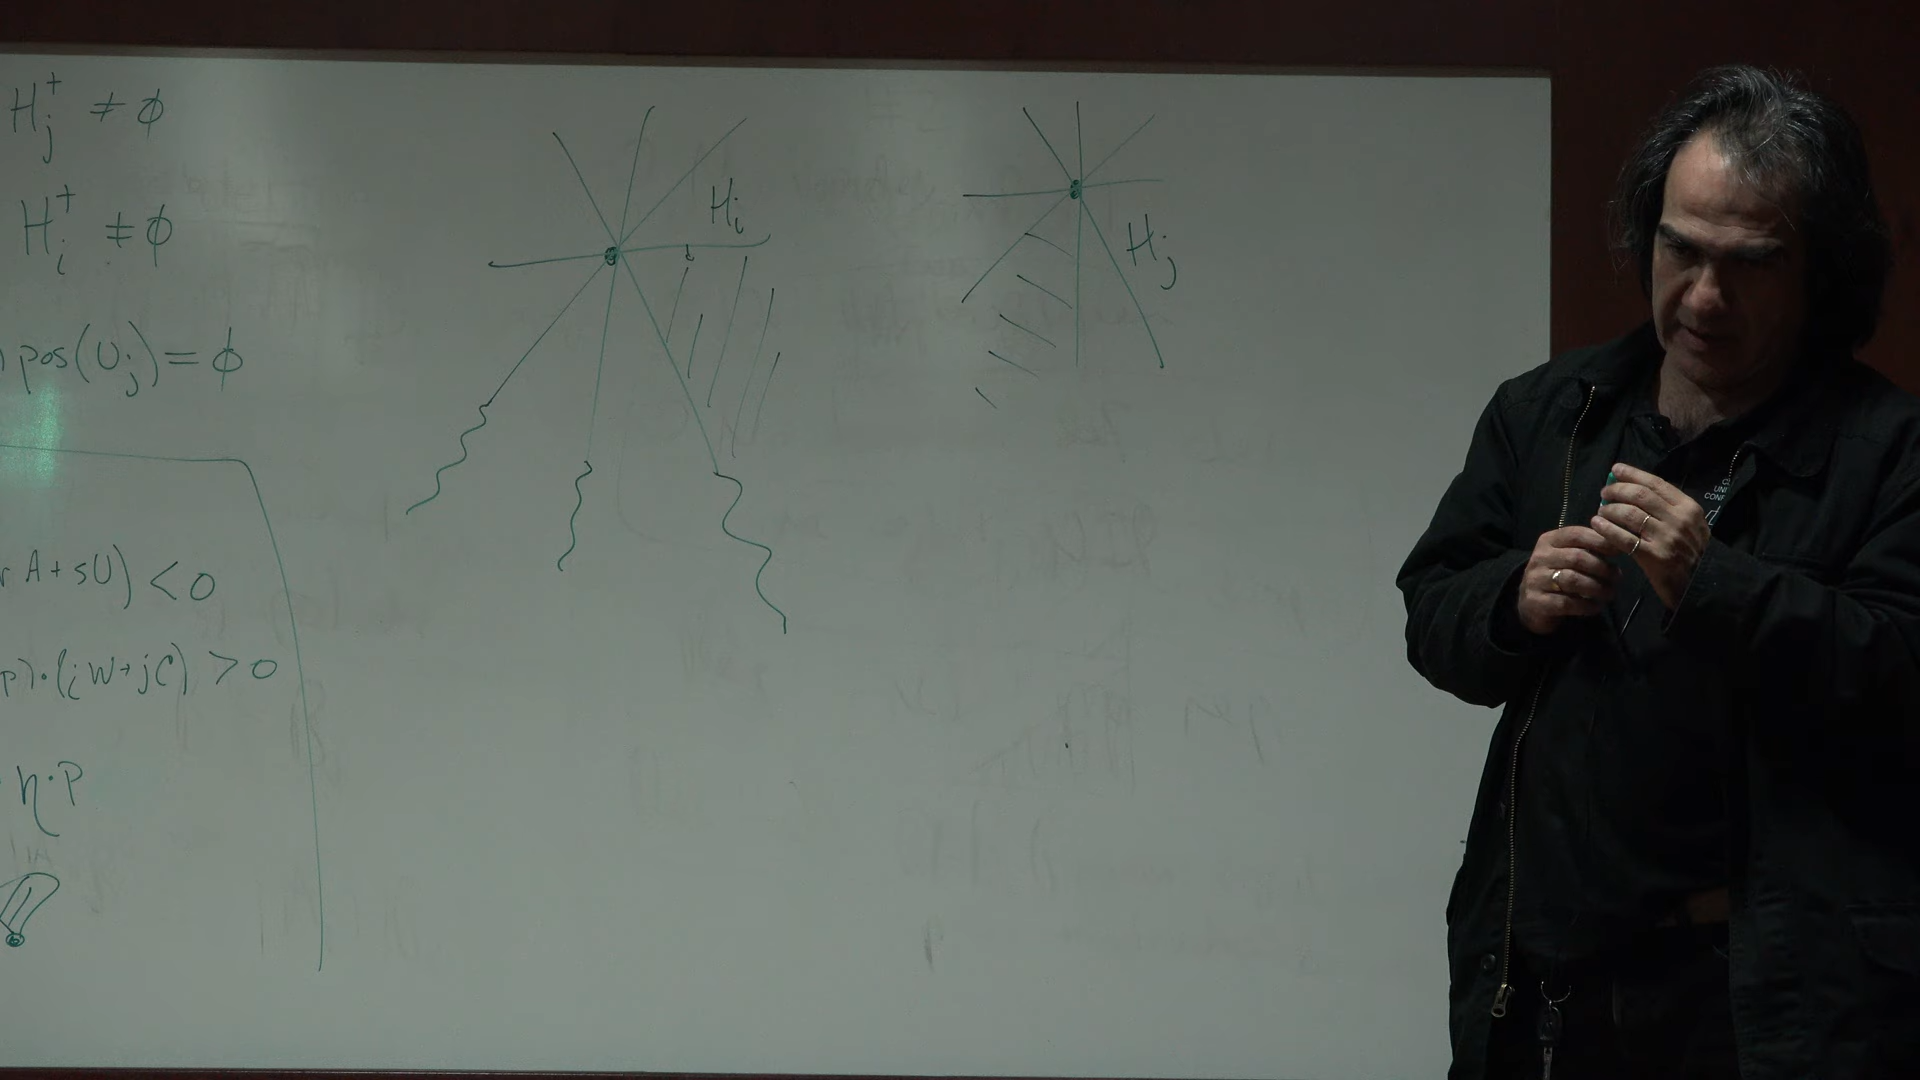 H_j^+ ≠ ϕ
H_i^+ ≠ ϕ
pos(U_j) = ϕ
A + sU) < 0
p) · (iW + jC) > 0
η · P
H_i
H_j